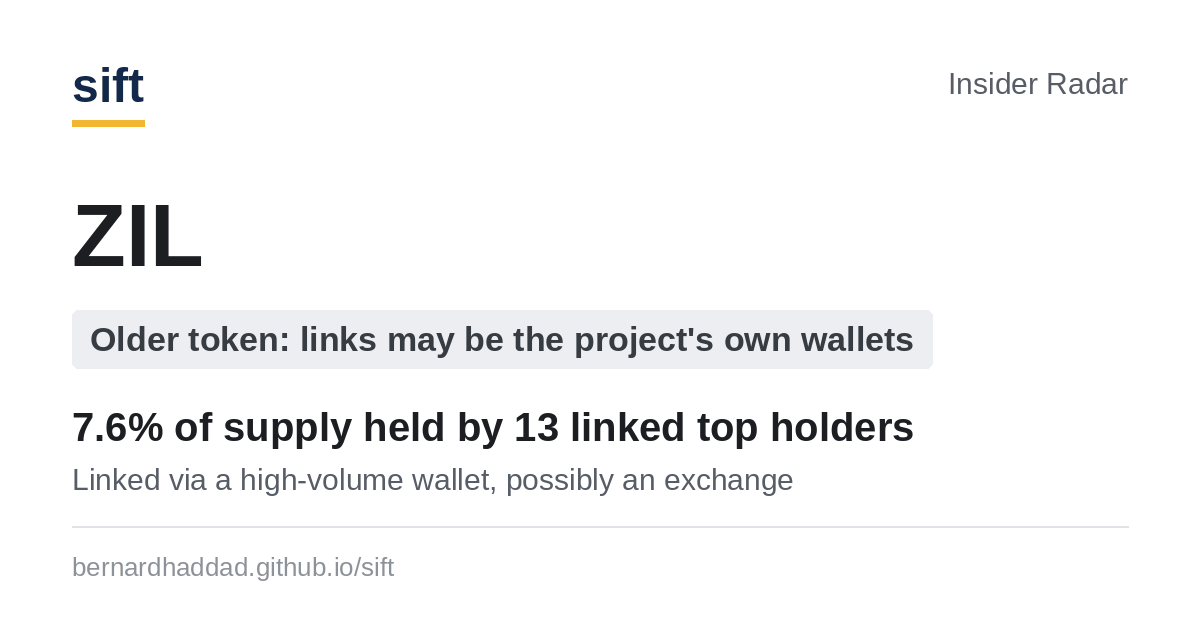 sift
Insider Radar
ZIL
Older token: links may be the project's own wallets
7.6% of supply held by 13 linked top holders
Linked via a high-volume wallet, possibly an exchange
bernardhaddad.github.io/sift